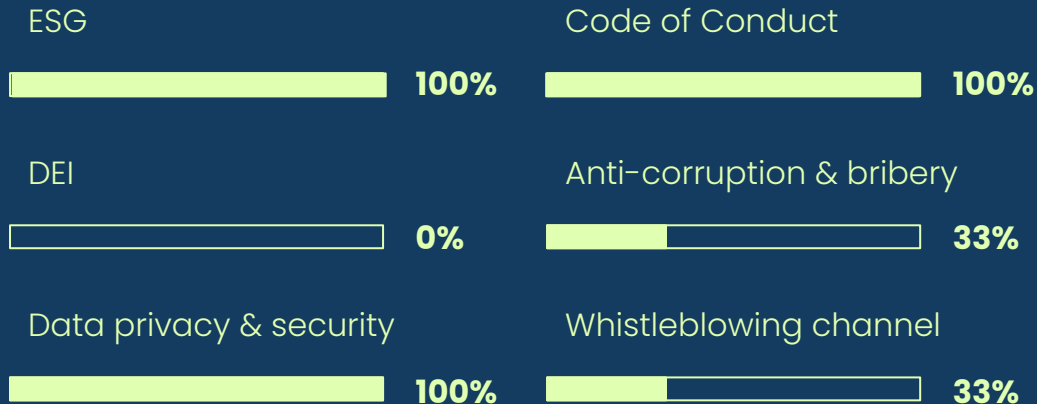 ESG
100%
Code of Conduct
100%
DEI
0%
Anti-corruption & bribery
33%
Data privacy & security
100%
Whistleblowing channel
33%